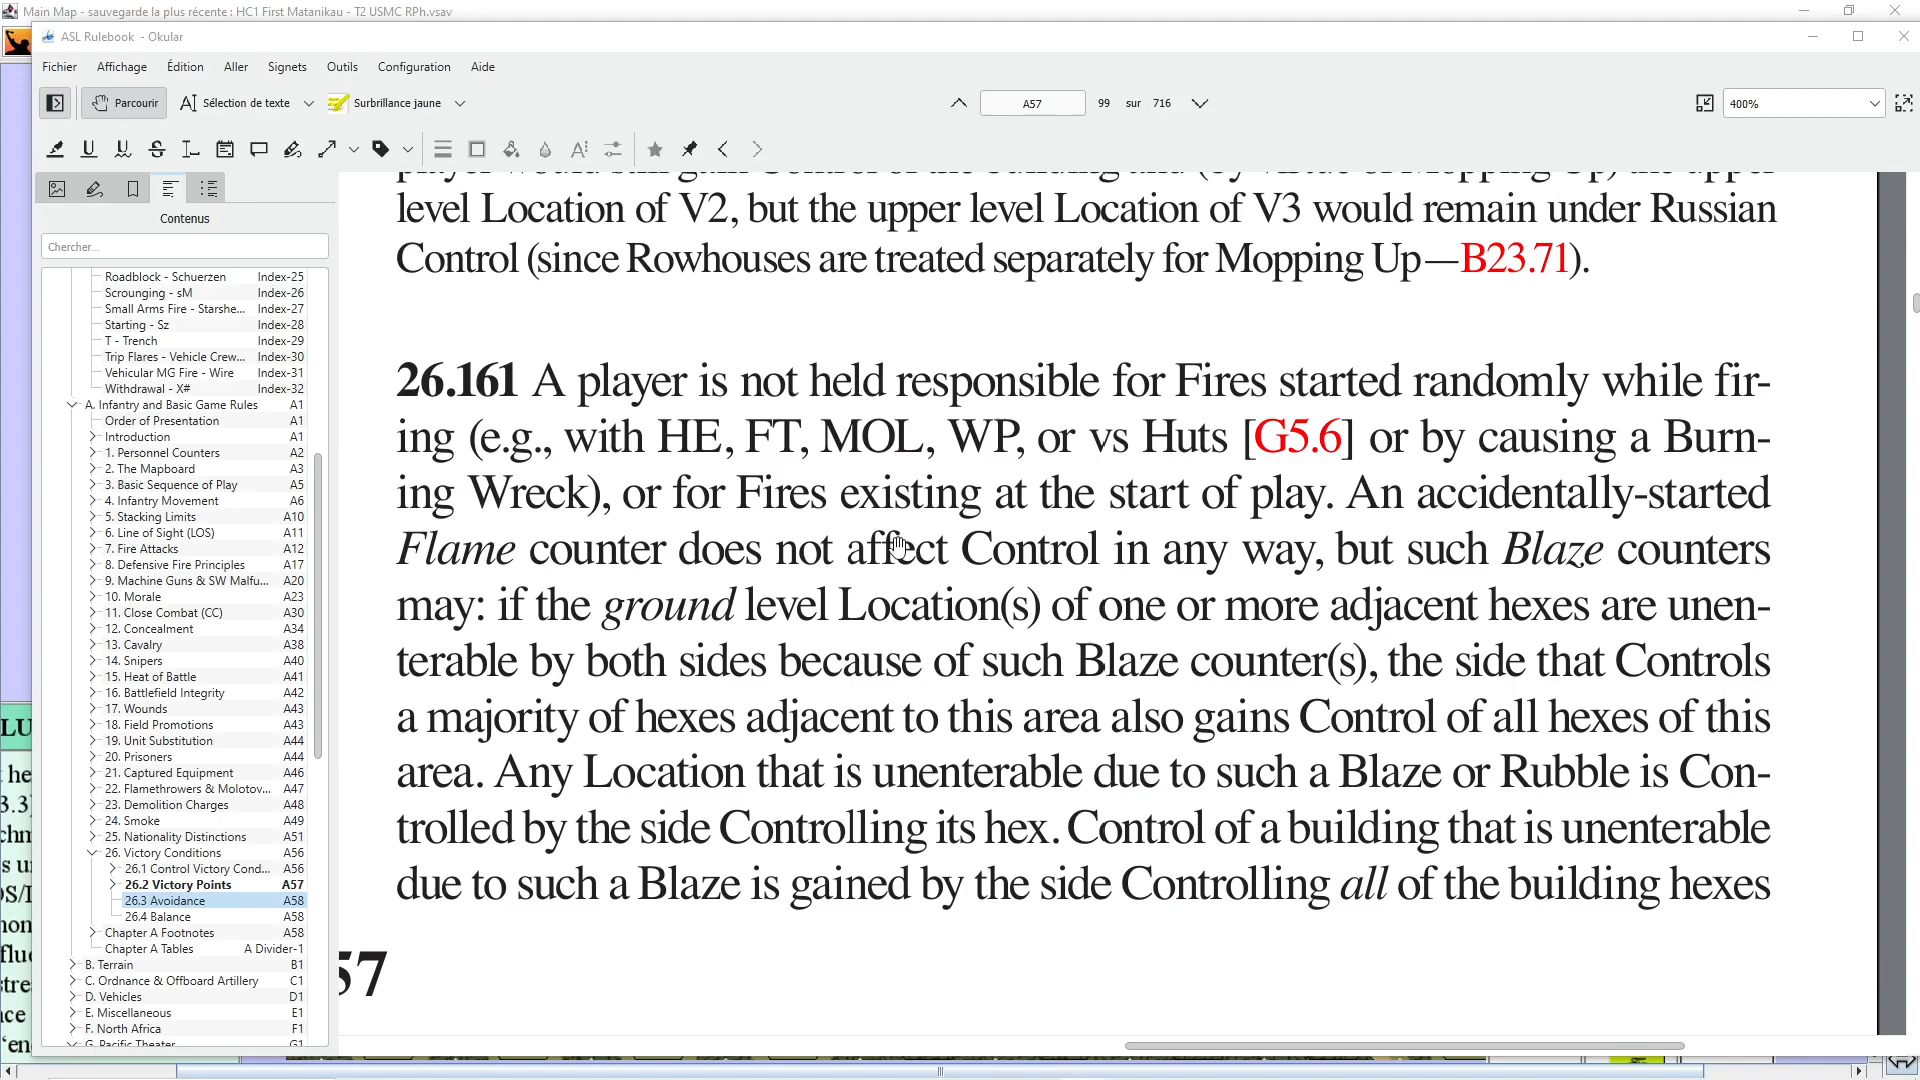 Main Map - sauvegarde la plus récente : HC1 First Matanikau - T2 USMC RPh.vsav
ASL Rulebook - Okular
Fichier Affichage Édition Aller Signets Outils Configuration Aide
Parcourir Sélection de texte Surbrillance jaune A57 99 sur 716 400%
Contenus
Chercher...
Roadblock - Schuerzen Index-25
Scrounging - sM Index-26
Small Arms Fire - Starshe... Index-27
Starting - Sz Index-28
T - Trench Index-29
Trip Flares - Vehicle Crew... Index-30
Vehicular MG Fire - Wire Index-31
Withdrawal - X# Index-32
A. Infantry and Basic Game Rules A1
Order of Presentation A1
Introduction A1
1. Personnel Counters A2
2. The Mapboard A3
3. Basic Sequence of Play A5
4. Infantry Movement A6
5. Stacking Limits A10
6. Line of Sight (LOS) A11
7. Fire Attacks A12
8. Defensive Fire Principles A17
9. Machine Guns & SW Malfu... A20
10. Morale A23
11. Close Combat (CC) A30
12. Concealment A34
13. Cavalry A38
14. Snipers A40
15. Heat of Battle A41
16. Battlefield Integrity A42
17. Wounds A43
18. Field Promotions A43
19. Unit Substitution A44
20. Prisoners A44
21. Captured Equipment A46
22. Flamethrowers & Molotov... A47
23. Demolition Charges A48
24. Smoke A49
25. Nationality Distinctions A51
26. Victory Conditions A56
26.1 Control Victory Cond... A56
26.2 Victory Points A57
26.3 Avoidance A58
26.4 Balance A58
Chapter A Footnotes A58
Chapter A Tables A Divider-1
B. Terrain B1
C. Ordnance & Offboard Artillery C1
D. Vehicles D1
E. Miscellaneous E1
F. North Africa F1
G. Pacific Theater G1
player would still gain Control of the building and (by virtue of Mopping Up) the upper
level Location of V2, but the upper level Location of V3 would remain under Russian
Control (since Rowhouses are treated separately for Mopping Up—B23.71).
26.161 A player is not held responsible for Fires started randomly while fir-
ing (e.g., with HE, FT, MOL, WP, or vs Huts [G5.6] or by causing a Burn-
ing Wreck), or for Fires existing at the start of play. An accidentally-started
Flame counter does not affect Control in any way, but such Blaze counters
may: if the ground level Location(s) of one or more adjacent hexes are unen-
terable by both sides because of such Blaze counter(s), the side that Controls
a majority of hexes adjacent to this area also gains Control of all hexes of this
area. Any Location that is unenterable due to such a Blaze or Rubble is Con-
trolled by the side Controlling its hex. Control of a building that is unenterable
due to such a Blaze is gained by the side Controlling all of the building hexes
57